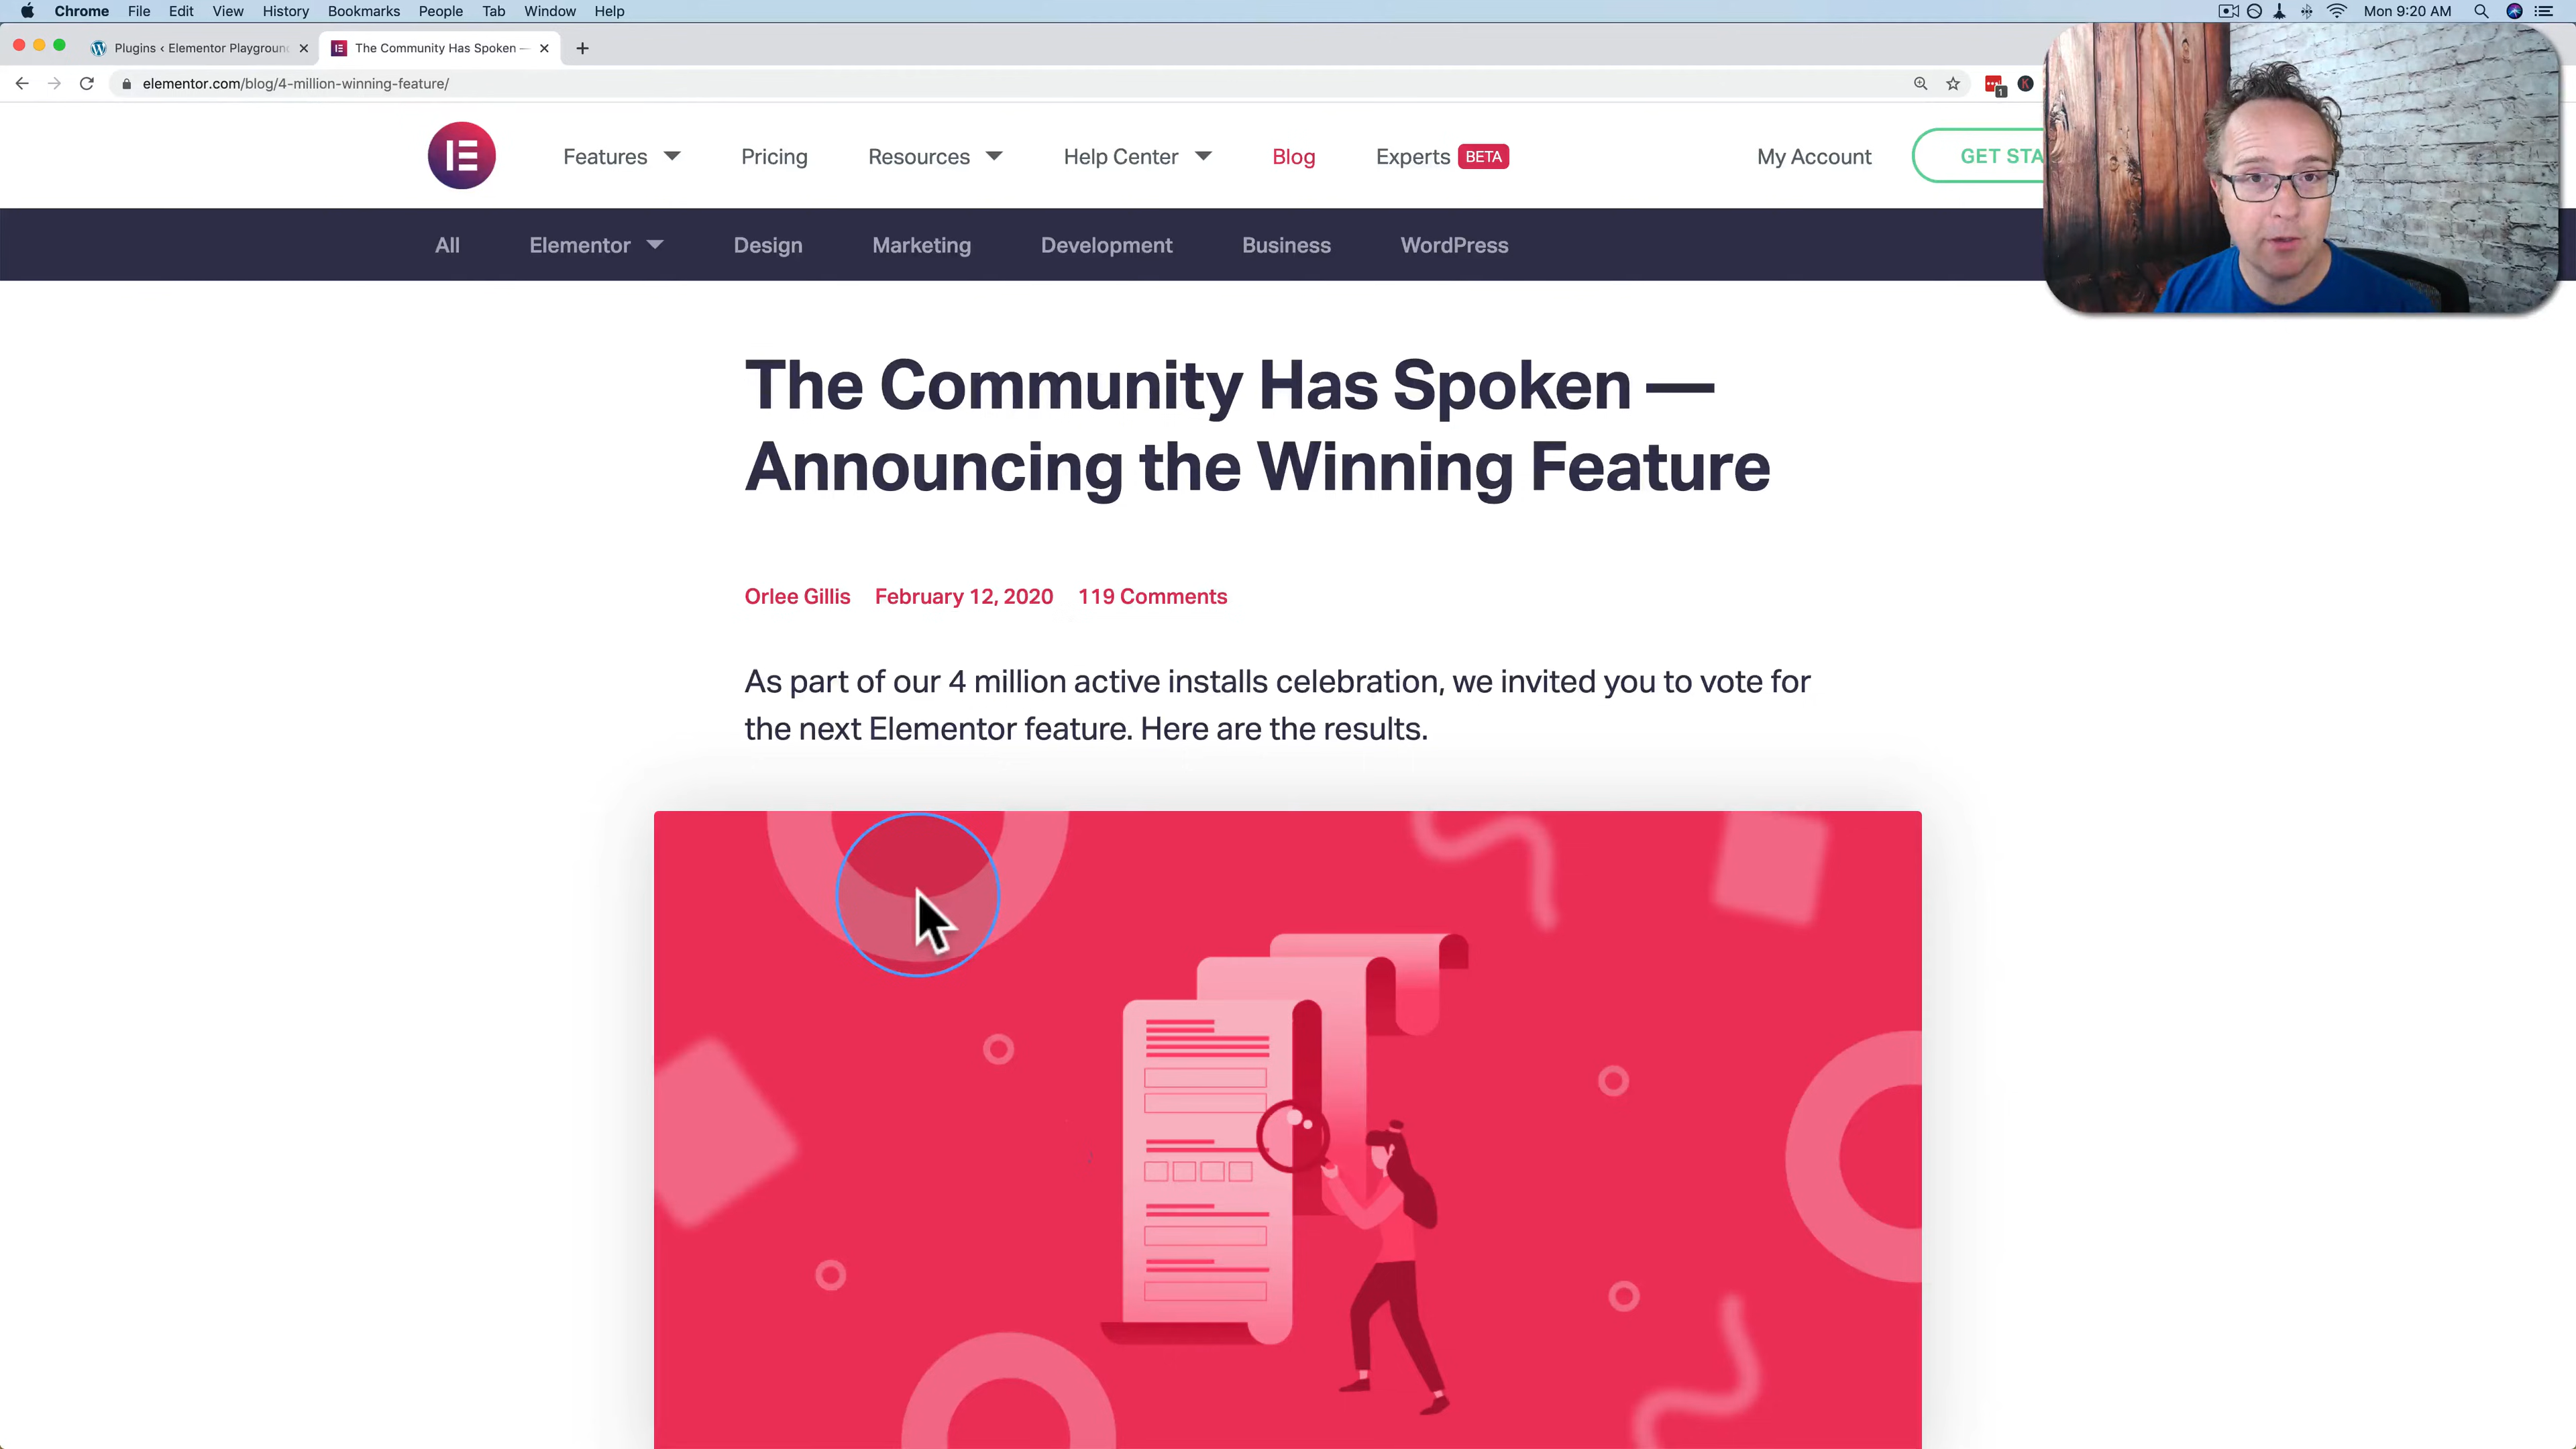 Chrome File Edit View History Bookmarks People Tab Window Help Mon 9:20 AM
Plugins ‹ Elementor Playground The Community Has Spoken —
elementor.com/blog/4-million-winning-feature/ 1 K
Features Pricing Resources Help Center Blog Experts BETA My Account GET STA
All Elementor Design Marketing Development Business WordPress
The Community Has Spoken —
Announcing the Winning Feature
Orlee Gillis February 12, 2020 119 Comments
As part of our 4 million active installs celebration, we invited you to vote for
the next Elementor feature. Here are the results.